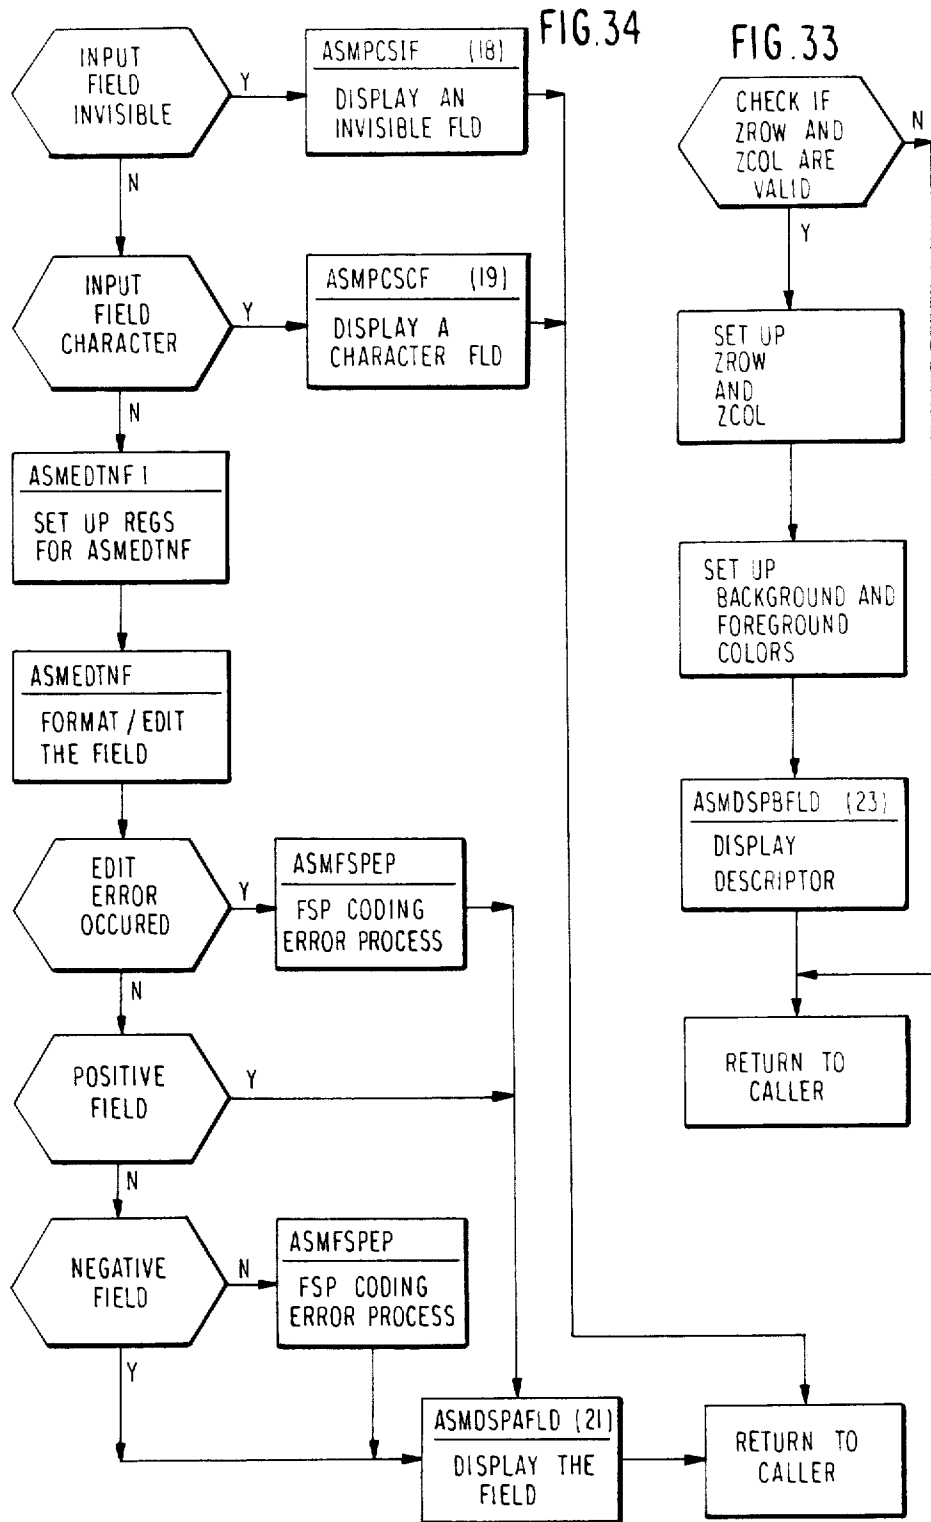 FIG.34
INPUT
FIELD
INVISIBLE
Y
N
ASMPCSIF (18)
DISPLAY AN
INVISIBLE FLD
INPUT
FIELD
CHARACTER
Y
N
ASMPCSCF (19)
DISPLAY A
CHARACTER FLD
ASMEDTNF1
SET UP REGS
FOR ASMEDTNF
ASMEDTNF
FORMAT/EDIT
THE FIELD
EDIT
ERROR
OCCURED
Y
N
ASMFSPEP
FSP CODING
ERROR PROCESS
POSITIVE
FIELD
Y
N
NEGATIVE
FIELD
N
Y
ASMFSPEP
FSP CODING
ERROR PROCESS
ASMDSPAFLD (21)
DISPLAY THE
FIELD
RETURN TO
CALLER
FIG.33
CHECK IF
ZROW AND
ZCOL ARE
VALID
N
Y
SET UP
ZROW
AND
ZCOL
SET UP
BACKGROUND AND
FOREGROUND
COLORS
ASMDSPBFLD (23)
DISPLAY
DESCRIPTOR
RETURN TO
CALLER